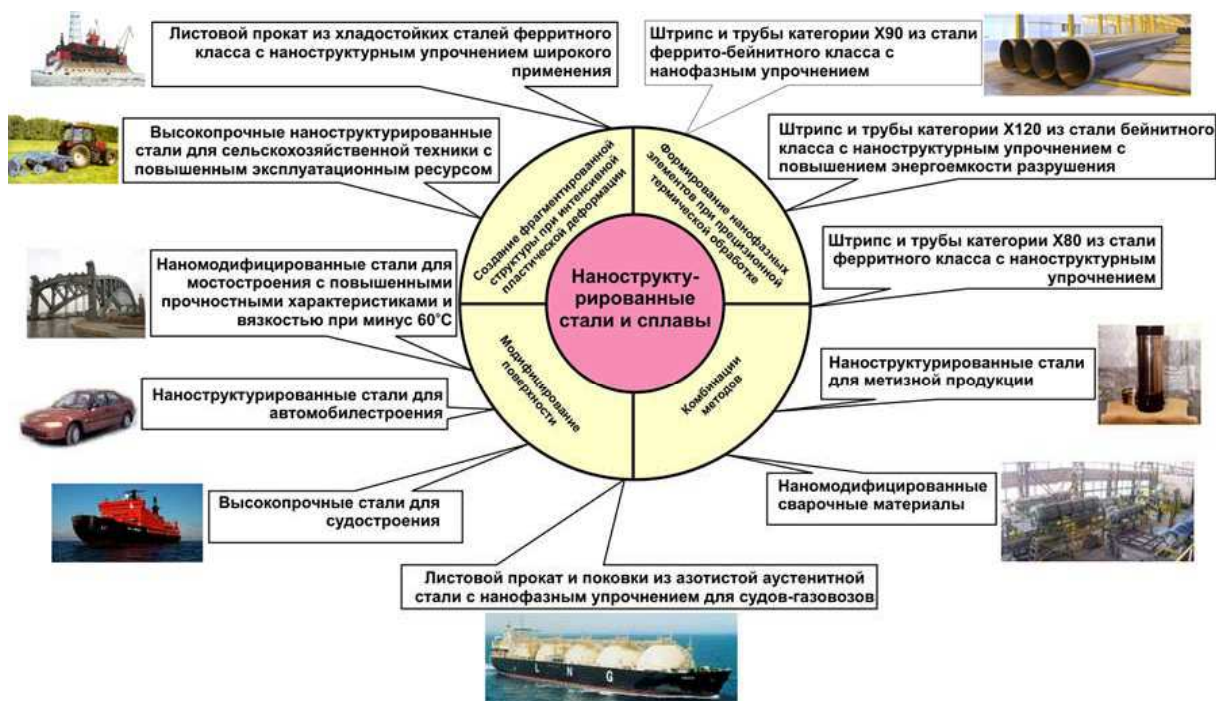 Листовой прокат из хладостойких сталей ферритного
класса с наноструктурным упрочнением широкого
применения
Штрипс и трубы категории X90 из стали
феррито-бейнитного класса с
нанофазным упрочнением
Высокопрочные наноструктурированные
стали для сельскохозяйственной техники с
повышенным эксплуатационным ресурсом
Штрипс и трубы категории X120 из стали бейнитного
класса с наноструктурным упрочнением с
повышением энергоемкости разрушения
Создание фрагментированной
структуры при интенсивной
пластической деформации
Формирование нанофазных
элементов при прецизионной
термической обработке
Наномодифицированные стали для
мостостроения с повышенными
прочностными характеристиками и
вязкостью при минус 60°С
Нанострукту-
рированные
стали и сплавы
Штрипс и трубы категории X80 из стали
ферритного класса с наноструктурным
упрочнением
Модифицирование
поверхности
Комбинации
методов
Наноструктурированные стали
для метизной продукции
Наноструктурированные стали для
автомобилестроения
Высокопрочные стали для
судостроения
Наномодифицированные
сварочные материалы
Листовой прокат и поковки из азотистой аустенитной
стали с нанофазным упрочнением для судов-газовозов
L N G